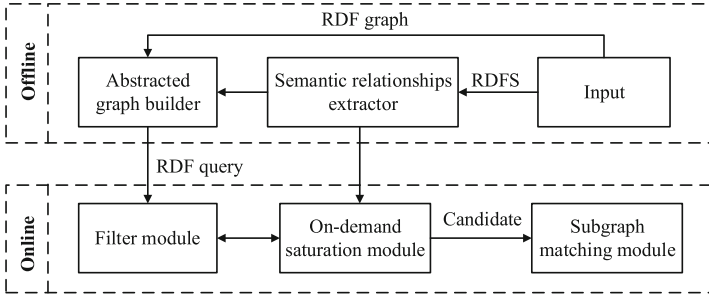 RDF graph
Offline
Abstracted
graph builder
Semantic relationships
extractor
RDFS
Input
RDF query
Online
Filter module
On-demand
saturation module
Candidate
Subgraph
matching module